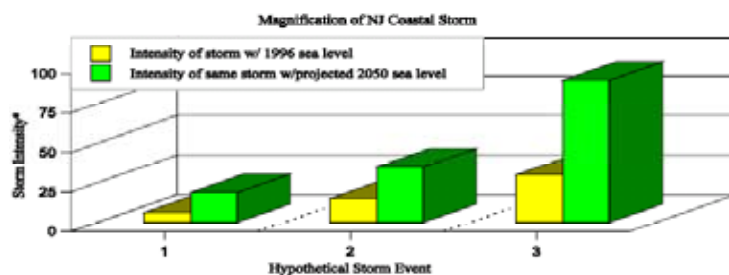 Magnification of NJ Coastal Storm
Intensity of storm w/ 1996 sea level
Intensity of same storm w/projected 2050 sea level
Storm Intensity*
100
75
50
25
0
1 2 3
Hypothetical Storm Event